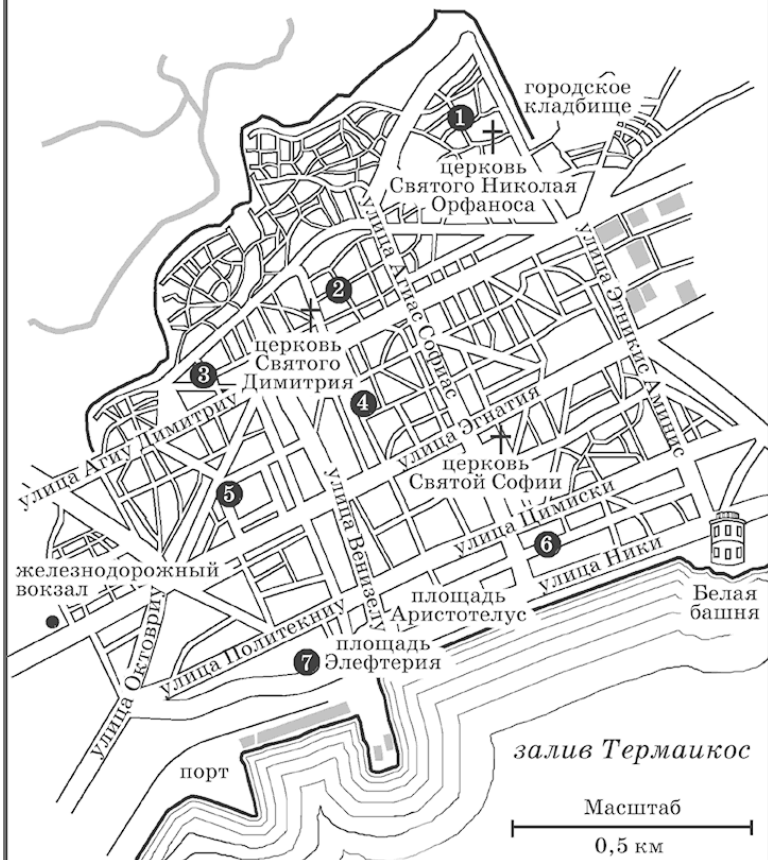 городское
кладбище
1
церковь
Святого Николая
Орфаноса
улица Агиас Софиас
улица Этникис Аминис
2
церковь
Святого
Димитрия
3
4
улица Агиу Димитриу
улица Эгнатия
церковь
Святой Софии
5
улица Венизелу
улица Цимиски
6
улица Ники
железнодорожный
вокзал
Белая
башня
площадь
Аристотелус
улица Октовриу
улица Политекниу
7
площадь
Элефтерия
порт
залив Термаикос
Масштаб
0,5 км